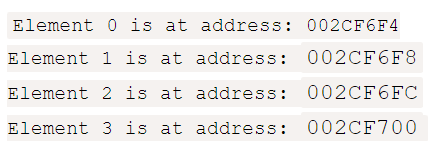 Element 0 is at address: 002CF6F4
Element 1 is at address: 002CF6F8
Element 2 is at address: 002CF6FC
Element 3 is at address: 002CF700